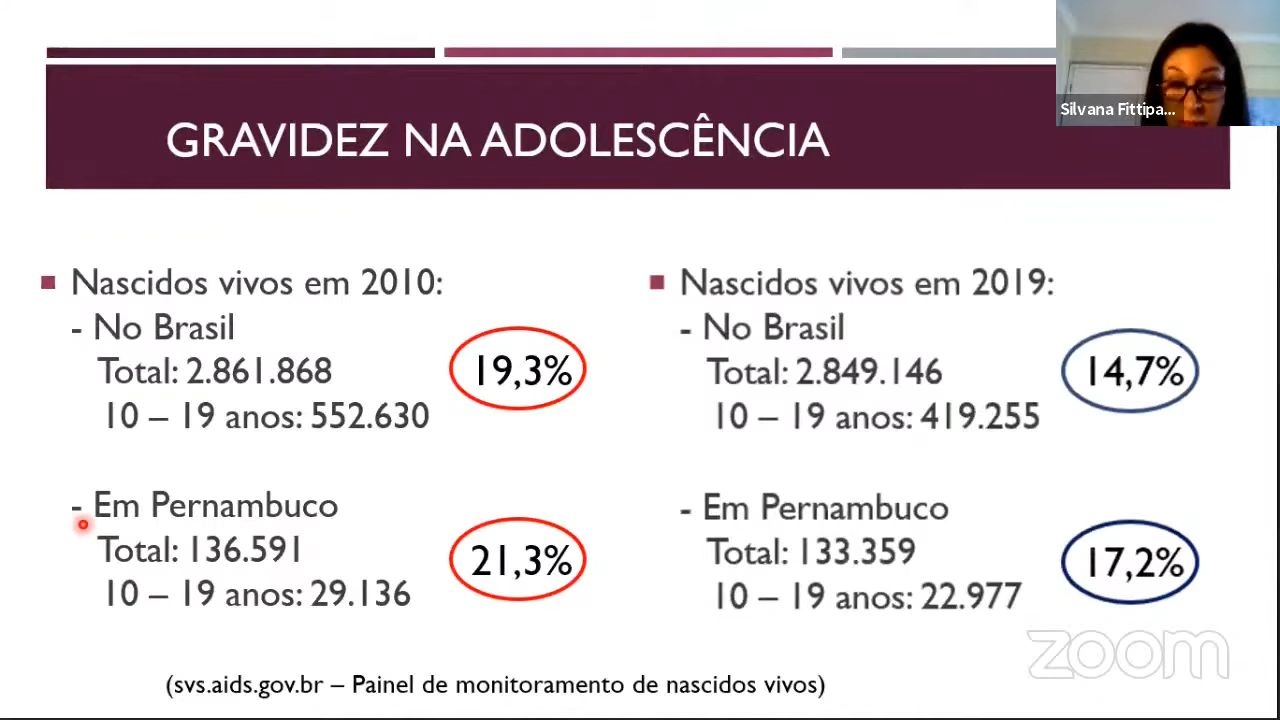 Silvana Fittipa...
GRAVIDEZ NA ADOLESCÊNCIA
Nascidos vivos em 2010:
- No Brasil
Total: 2.861.868
10 – 19 anos: 552.630
19,3%
- Em Pernambuco
Total: 136.591
10 – 19 anos: 29.136
21,3%
Nascidos vivos em 2019:
- No Brasil
Total: 2.849.146
10 – 19 anos: 419.255
14,7%
- Em Pernambuco
Total: 133.359
10 – 19 anos: 22.977
17,2%
zoom
(svs.aids.gov.br – Painel de monitoramento de nascidos vivos)